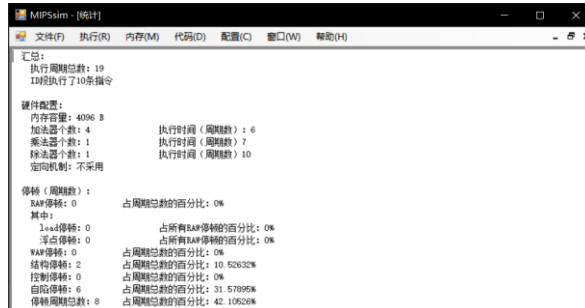 MIPSsim - [统计]
文件(F) 执行(R) 内存(M) 代码(D) 配置(C) 窗口(W) 帮助(H)
汇总:
执行周期总数: 19
ID段执行了10条指令
硬件配置:
内存容量: 4096 B
加法器个数: 4 执行时间(周期数): 6
乘法器个数: 1 执行时间(周期数)7
除法器个数: 1 执行时间(周期数)10
定向机制: 不采用
停顿(周期数):
RAW停顿: 0 占周期总数的百分比: 0%
其中:
load停顿: 0 占所有RAW停顿的百分比: 0%
浮点停顿: 0 占所有RAW停顿的百分比: 0%
WAW停顿: 0 占周期总数的百分比: 0%
结构停顿: 2 占周期总数的百分比: 10.52632%
控制停顿: 0 占周期总数的百分比: 0%
自陷停顿: 6 占周期总数的百分比: 31.57895%
停顿周期总数: 8 占周期总数的百分比: 42.10526%